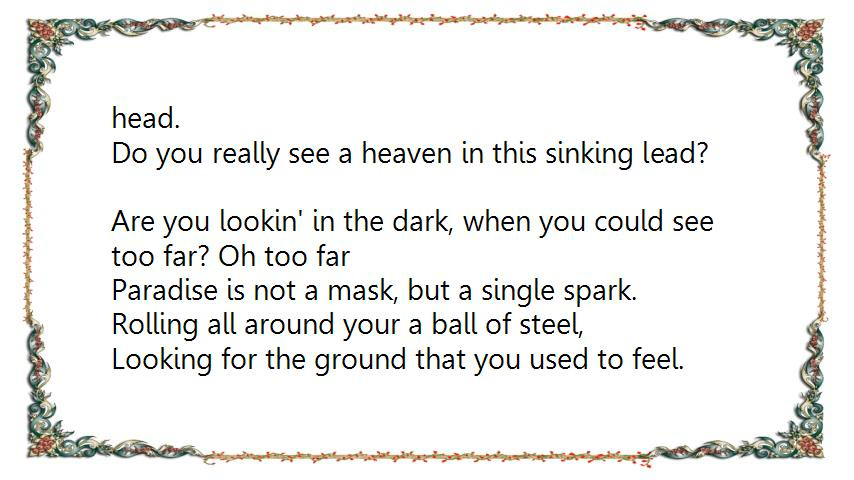 head.
Do you really see a heaven in this sinking lead?
Are you lookin' in the dark, when you could see
too far? Oh too far
Paradise is not a mask, but a single spark.
Rolling all around your a ball of steel,
Looking for the ground that you used to feel.